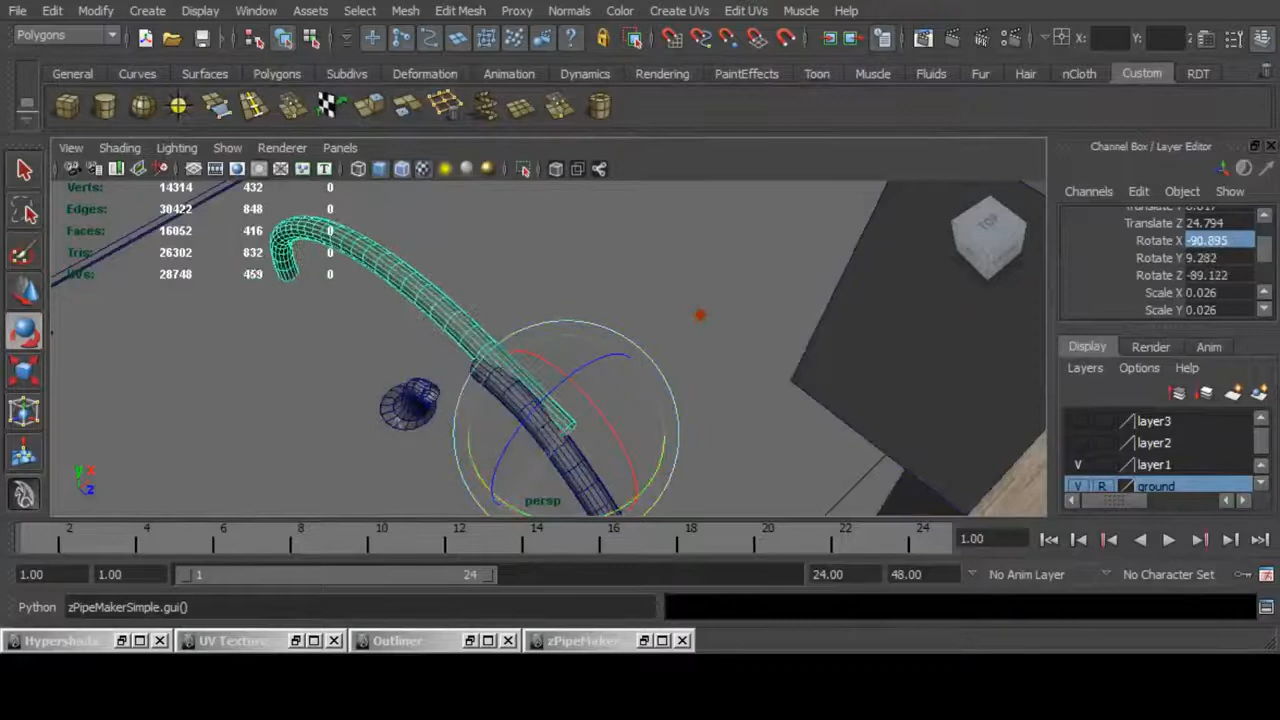 File Edit Modify Create Display Window Assets Select Mesh Edit Mesh Proxy Normals Color Create UVs Edit UVs Muscle Help
Polygons X: Y:
General Curves Surfaces Polygons Subdivs Deformation Animation Dynamics Rendering PaintEffects Toon Muscle Fluids Fur Hair nCloth Custom RDT
View Shading Lighting Show Renderer Panels
Channel Box / Layer Editor
Channels Edit Object Show
Verts: 14314 432 0
Edges: 30422 848 0
Faces: 16052 416 0
Tris: 26302 832 0
UVs: 28748 459 0
TOP
Translate Z 24.794
Rotate X -90.895
Rotate Y 9.282
Rotate Z -89.122
Scale X 0.026
Scale Y 0.026
Display Render Anim
Layers Options Help
layer3
layer2
V layer1
V R ground
persp
2 4 6 8 10 12 14 16 18 20 22 24
1.00
1.00 1.00 1 24 24.00 48.00 No Anim Layer No Character Set
Python zPipeMakerSimple.gui()
Hypersha UV Textur Outliner zPipeMaker